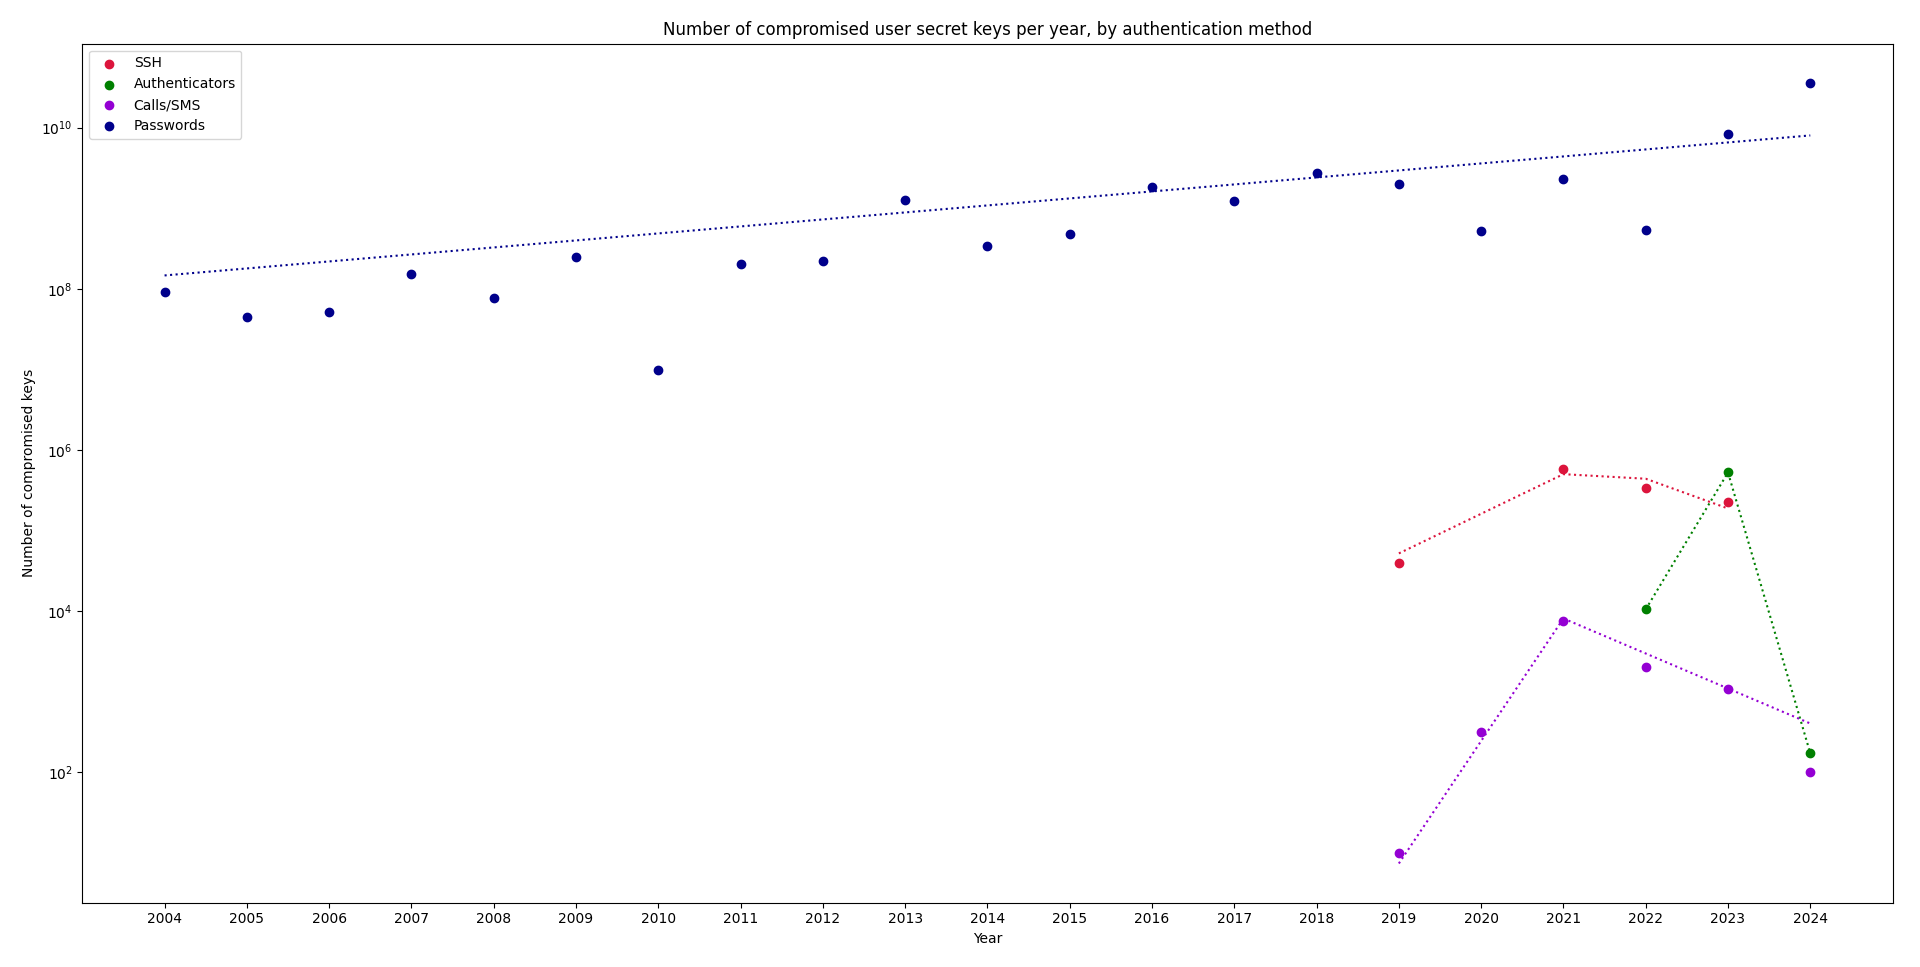 Number of compromised user secret keys per year, by authentication method
SSH
Authenticators
Calls/SMS
Passwords
Number of compromised keys
10^10
10^8
10^6
10^4
10^2
2004 2005 2006 2007 2008 2009 2010 2011 2012 2013 2014 2015 2016 2017 2018 2019 2020 2021 2022 2023 2024
Year